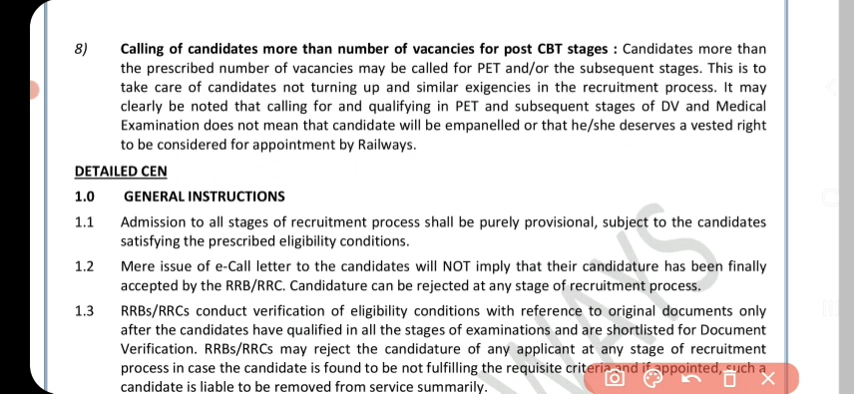 8) Calling of candidates more than number of vacancies for post CBT stages : Candidates more than
the prescribed number of vacancies may be called for PET and/or the subsequent stages. This is to
take care of candidates not turning up and similar exigencies in the recruitment process. It may
clearly be noted that calling for and qualifying in PET and subsequent stages of DV and Medical
Examination does not mean that candidate will be empanelled or that he/she deserves a vested right
to be considered for appointment by Railways.
DETAILED CEN
1.0 GENERAL INSTRUCTIONS
1.1 Admission to all stages of recruitment process shall be purely provisional, subject to the candidates
satisfying the prescribed eligibility conditions.
1.2 Mere issue of e-Call letter to the candidates will NOT imply that their candidature has been finally
accepted by the RRB/RRC. Candidature can be rejected at any stage of recruitment process.
1.3 RRBs/RRCs conduct verification of eligibility conditions with reference to original documents only
after the candidates have qualified in all the stages of examinations and are shortlisted for Document
Verification. RRBs/RRCs may reject the candidature of any applicant at any stage of recruitment
process in case the candidate is found to be not fulfilling the requisite criteria and if appointed, such a
candidate is liable to be removed from service summarily.
WAYS